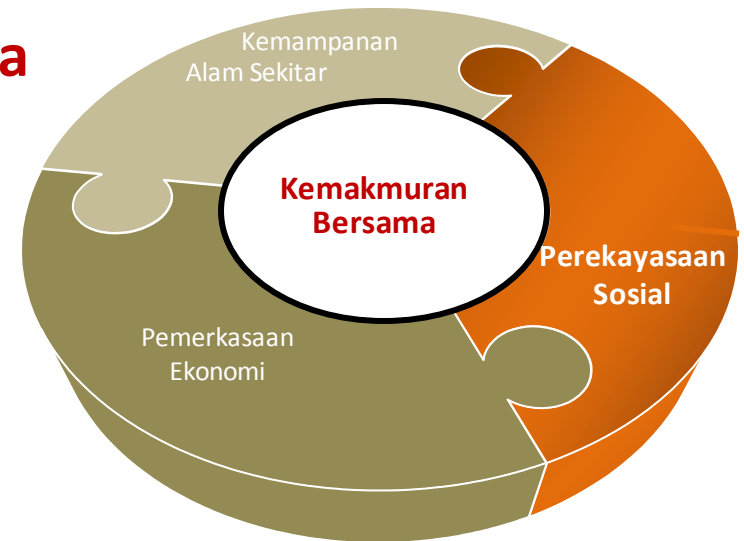 a
Kemampanan
Alam Sekitar
Kemakmuran
Bersama
Perekayasaan
Sosial
Pemerkasaan
Ekonomi